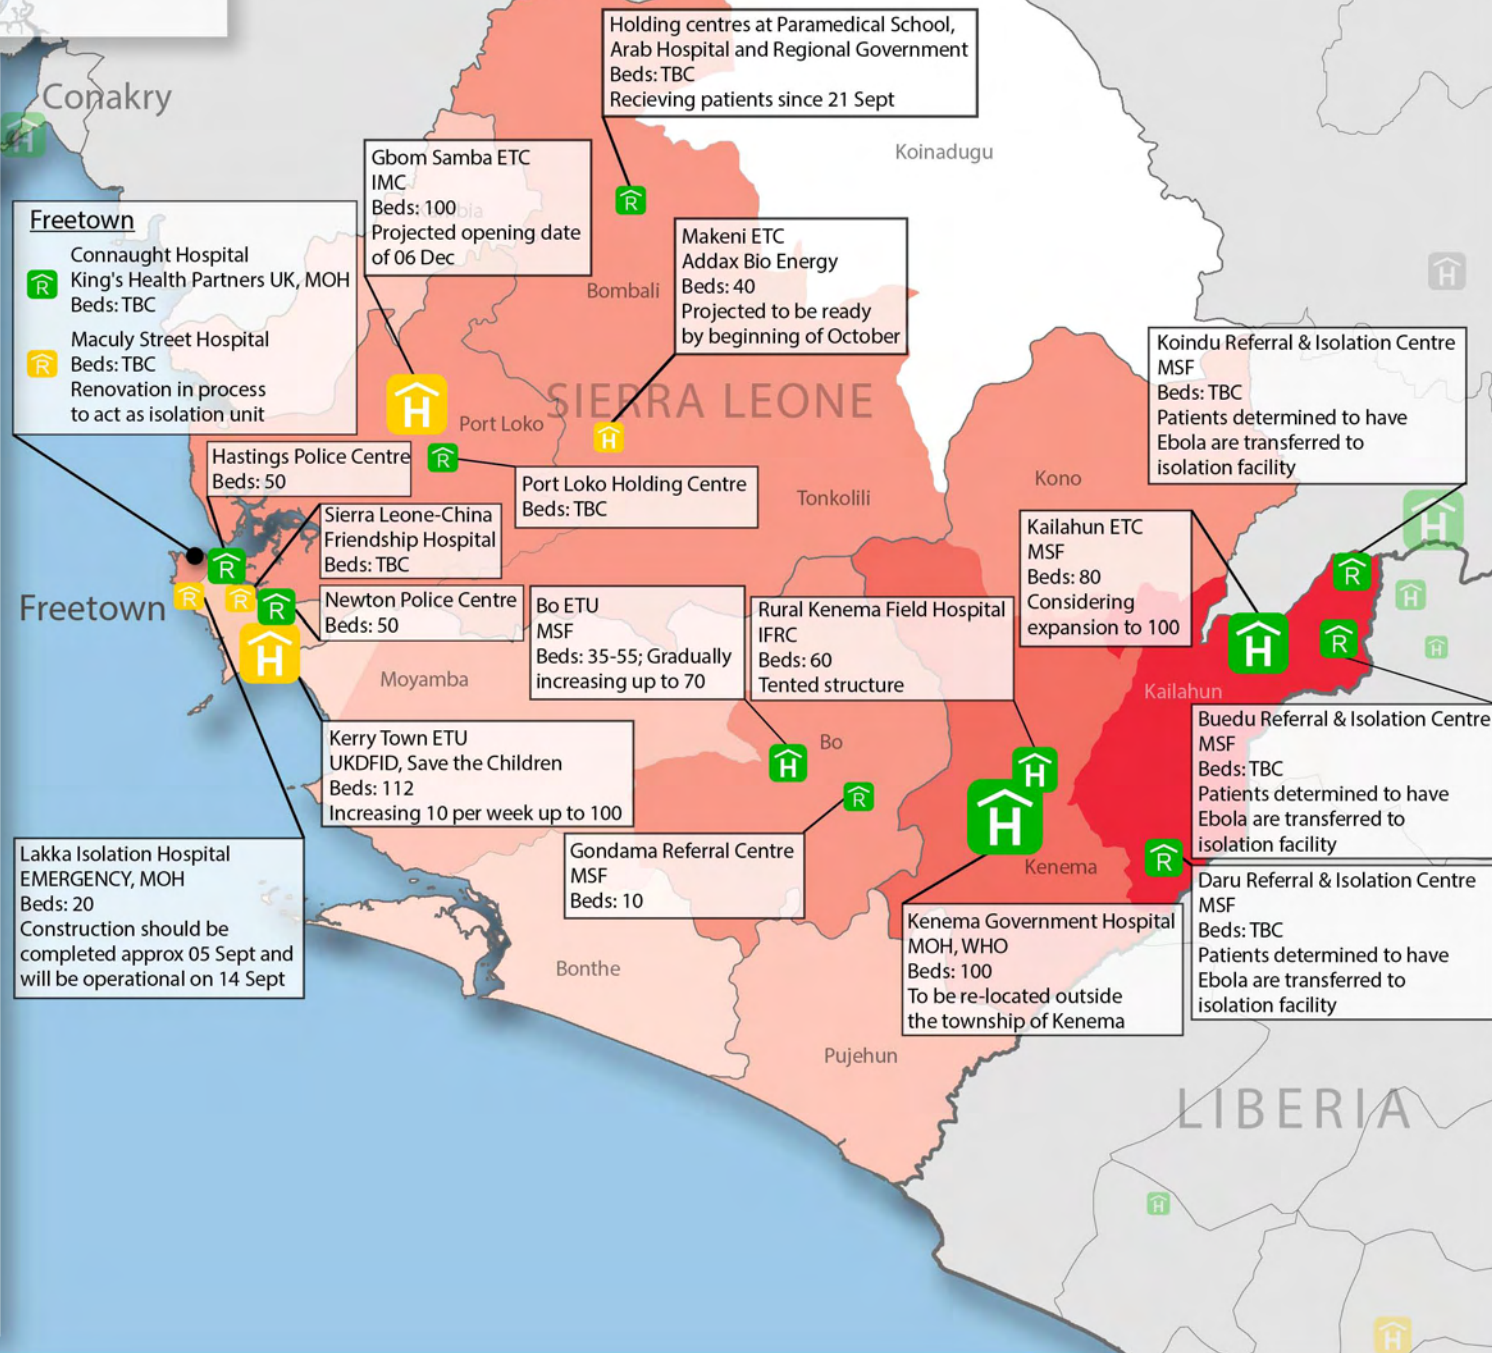 Conakry
Holding centres at Paramedical School,
Arab Hospital and Regional Government
Beds: TBC
Recieving patients since 21 Sept
Koinadugu
Gbom Samba ETC
IMC
Beds: 100
Projected opening date
of 06 Dec
Kambia
Freetown
Connaught Hospital
King's Health Partners UK, MOH
Beds: TBC
Maculy Street Hospital
Beds: TBC
Renovation in process
to act as isolation unit
R
R
R
Makeni ETC
Addax Bio Energy
Beds: 40
Projected to be ready
by beginning of October
Bombali
SIERRA LEONE
Koindu Referral & Isolation Centre
MSF
Beds: TBC
Patients determined to have
Ebola are transferred to
isolation facility
H
Port Loko
H
R
Hastings Police Centre
Beds: 50
Port Loko Holding Centre
Beds: TBC
Tonkolili
Kono
Sierra Leone-China
Friendship Hospital
Beds: TBC
Kailahun ETC
MSF
Beds: 80
Considering
expansion to 100
Freetown
R
R
R
R
H
Newton Police Centre
Beds: 50
Bo ETU
MSF
Beds: 35-55; Gradually
increasing up to 70
Rural Kenema Field Hospital
IFRC
Beds: 60
Tented structure
R
H
R
H
H
H
H
H
H
Moyamba
Kailahun
Buedu Referral & Isolation Centre
MSF
Beds: TBC
Patients determined to have
Ebola are transferred to
isolation facility
Kerry Town ETU
UKDFID, Save the Children
Beds: 112
Increasing 10 per week up to 100
Bo
H
R
H
H
Kenema
R
Gondama Referral Centre
MSF
Beds: 10
Lakka Isolation Hospital
EMERGENCY, MOH
Beds: 20
Construction should be
completed approx 05 Sept and
will be operational on 14 Sept
Daru Referral & Isolation Centre
MSF
Beds: TBC
Patients determined to have
Ebola are transferred to
isolation facility
Kenema Government Hospital
MOH, WHO
Beds: 100
To be re-located outside
the township of Kenema
Bonthe
Pujehun
LIBERIA
H
H